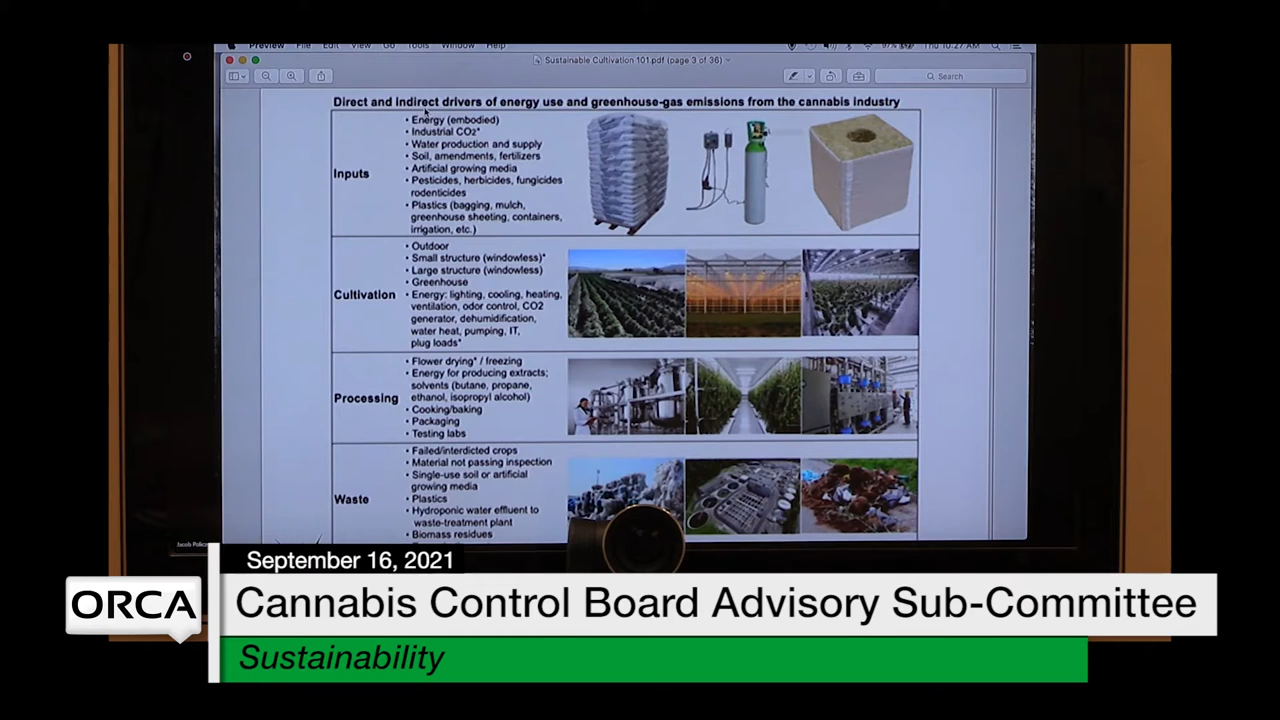 Preview File Edit View Go Tools Window Help
97% Thu 10:27 AM
Sustainable Cultivation 101.pdf (page 3 of 36)
Search
Direct and Indirect drivers of energy use and greenhouse-gas emissions from the cannabis industry
Inputs
• Energy (embodied)
• Industrial CO2*
• Water production and supply
• Soil, amendments, fertilizers
• Artificial growing media
• Pesticides, herbicides, fungicides
rodenticides
• Plastics (bagging, mulch,
greenhouse sheeting, containers,
irrigation, etc.)
Cultivation
• Outdoor
• Small structure (windowless)*
• Large structure (windowless)
• Greenhouse
• Energy: lighting, cooling, heating,
ventilation, odor control, CO2
generator, dehumidification,
water heat, pumping, IT,
plug loads*
Processing
• Flower drying* / freezing
• Energy for producing extracts;
solvents (butane, propane,
ethanol, isopropyl alcohol)
• Cooking/baking
• Packaging
• Testing labs
Waste
• Failed/interdicted crops
• Material not passing inspection
• Single-use soil or artificial
growing media
• Plastics
• Hydroponic water effluent to
waste-treatment plant
• Biomass residues
September 16, 2021
ORCA
Cannabis Control Board Advisory Sub-Committee
Sustainability